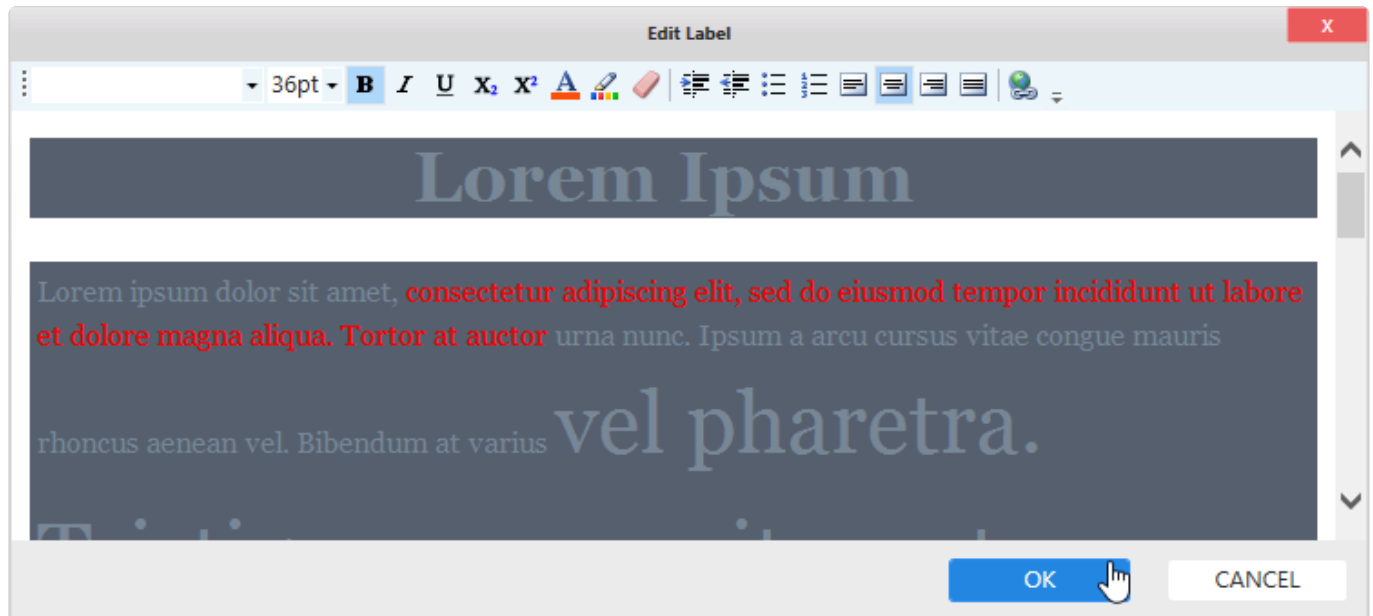 Edit Label
X
36pt B I U X₂ X² A
Lorem Ipsum
Lorem ipsum dolor sit amet, consectetur adipiscing elit, sed do eiusmod tempor incididunt ut labore
et dolore magna aliqua. Tortor at auctor urna nunc. Ipsum a arcu cursus vitae congue mauris
rhoncus aenean vel. Bibendum at varius vel pharetra.
OK CANCEL